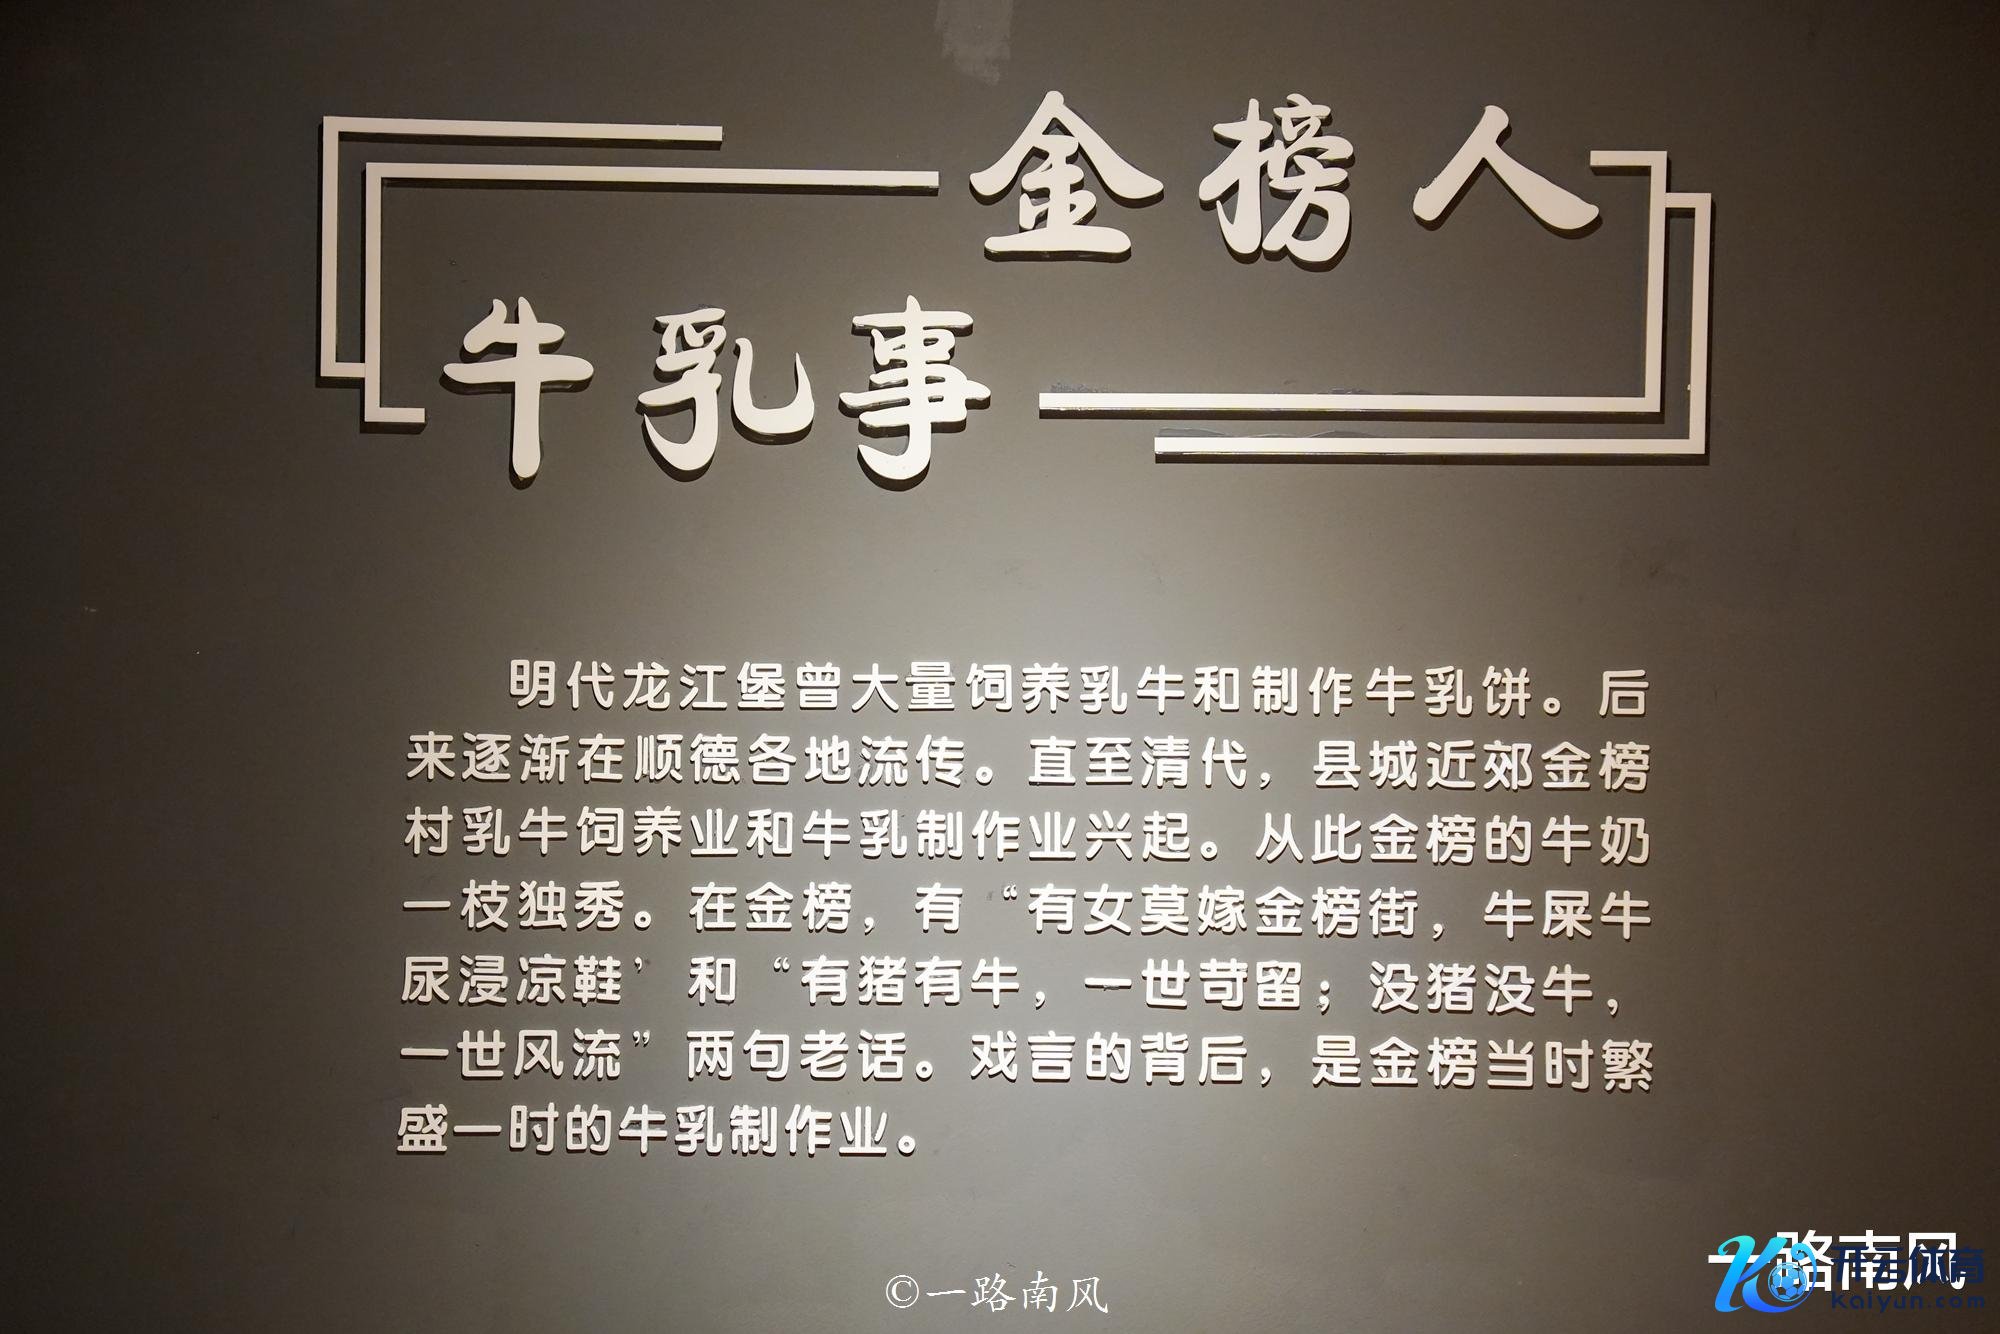 金榜人
牛乳事
明代龙江堡曾大量饲养乳牛和制作牛乳饼。后
来逐渐在顺德各地流传。直至清代，县城近郊金榜
村乳牛饲养业和牛乳制作业兴起。从此金榜的牛奶
一枝独秀。在金榜，有“有女莫嫁金榜街，牛屎牛
尿浸凉鞋’和“有猪有牛，一世苛留；没猪没牛，
一世风流”两句老话。戏言的背后，是金榜当时繁
盛一时的牛乳制作业。
©一路南风
一路南风
开云体育
kaiyun.com